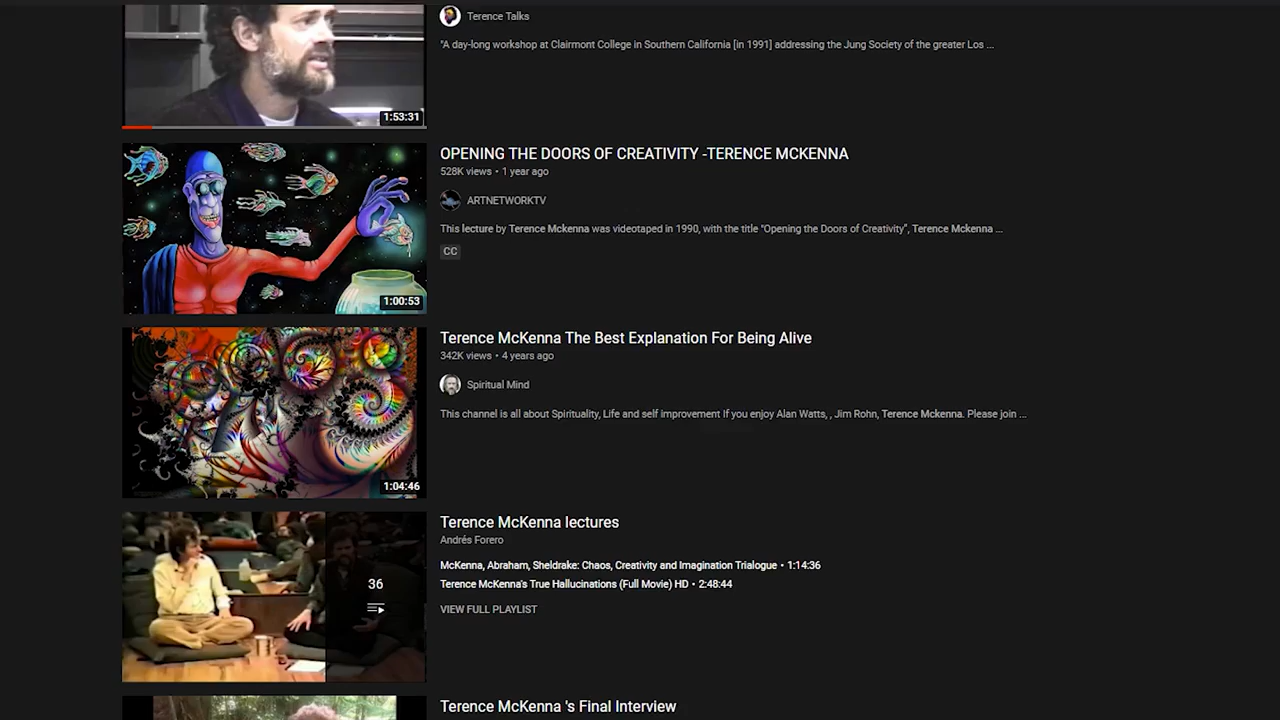 Terence Talks
"A day-long workshop at Clairmont College in Southern California [in 1991] addressing the Jung Society of the greater Los ...
1:53:31
OPENING THE DOORS OF CREATIVITY -TERENCE MCKENNA
528K views • 1 year ago
ARTNETWORKTV
This lecture by Terence Mckenna was videotaped in 1990, with the title "Opening the Doors of Creativity", Terence Mckenna ...
CC
1:00:53
Terence McKenna The Best Explanation For Being Alive
342K views • 4 years ago
Spiritual Mind
This channel is all about Spirituality, Life and self improvement If you enjoy Alan Watts, , Jim Rohn, Terence Mckenna. Please join ...
1:04:46
Terence McKenna lectures
Andrés Forero
McKenna, Abraham, Sheldrake: Chaos, Creativity and Imagination Trialogue • 1:14:36
Terence McKenna's True Hallucinations (Full Movie) HD • 2:48:44
36
VIEW FULL PLAYLIST
Terence McKenna 's Final Interview